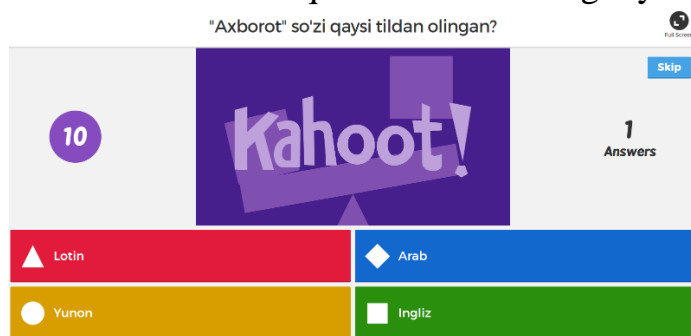 "Axborot" so'zi qaysi tildan olingan?
Full Screen
Skip
10
Kahoot!
1
Answers
Lotin
Arab
Yunon
Ingliz